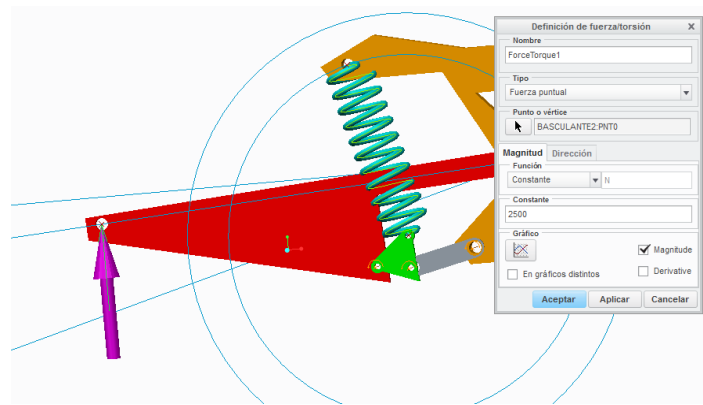 Definición de fuerza/torsión
Nombre
ForceTorque1
Tipo
Fuerza puntual
Punto o vértice
BASCULANTE2:PNT0
Magnitud Dirección
Función
Constante N
Constante
2500
Gráfico
Magnitude
En gráficos distintos Derivative
Aceptar Aplicar Cancelar